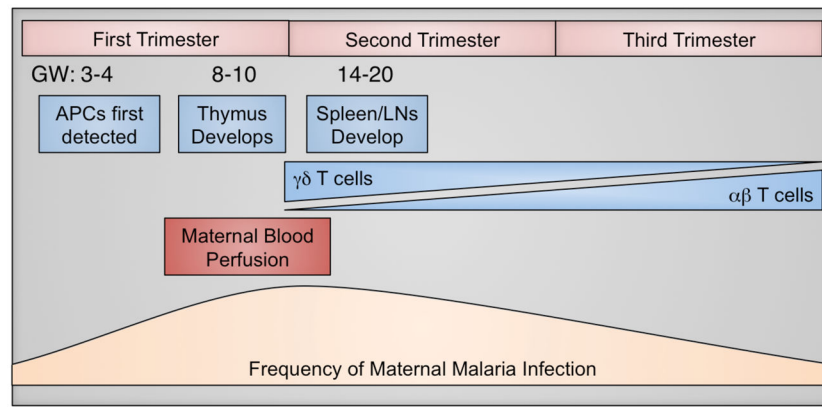 First Trimester
Second Trimester
Third Trimester
GW: 3-4
8-10
14-20
APCs first
detected
Thymus
Develops
Spleen/LNs
Develop
γδ T cells
αβ T cells
Maternal Blood
Perfusion
Frequency of Maternal Malaria Infection